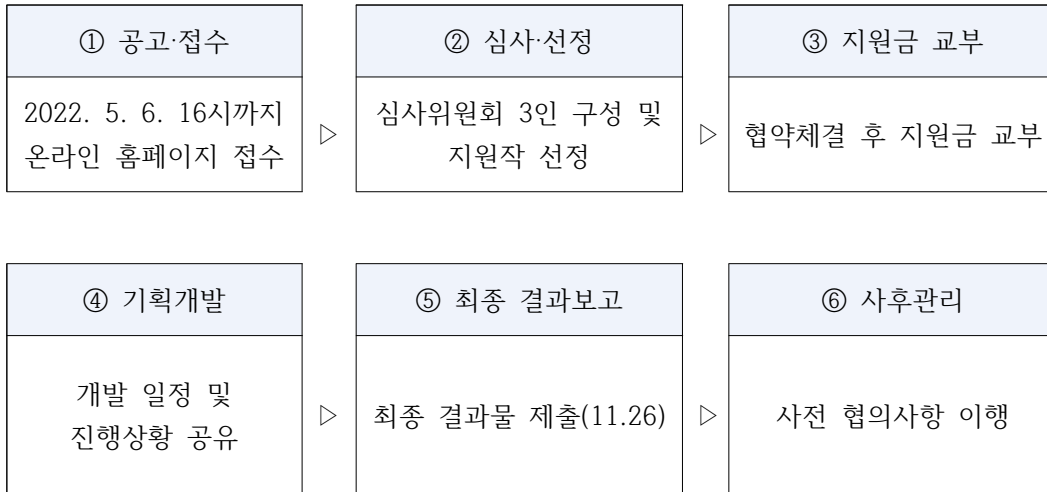 ① 공고·접수
2022. 5. 6. 16시까지
온라인 홈페이지 접수
▷
② 심사·선정
심사위원회 3인 구성 및
지원작 선정
▷
③ 지원금 교부
협약체결 후 지원금 교부
④ 기획개발
개발 일정 및
진행상황 공유
▷
⑤ 최종 결과보고
최종 결과물 제출(11.26)
▷
⑥ 사후관리
사전 협의사항 이행